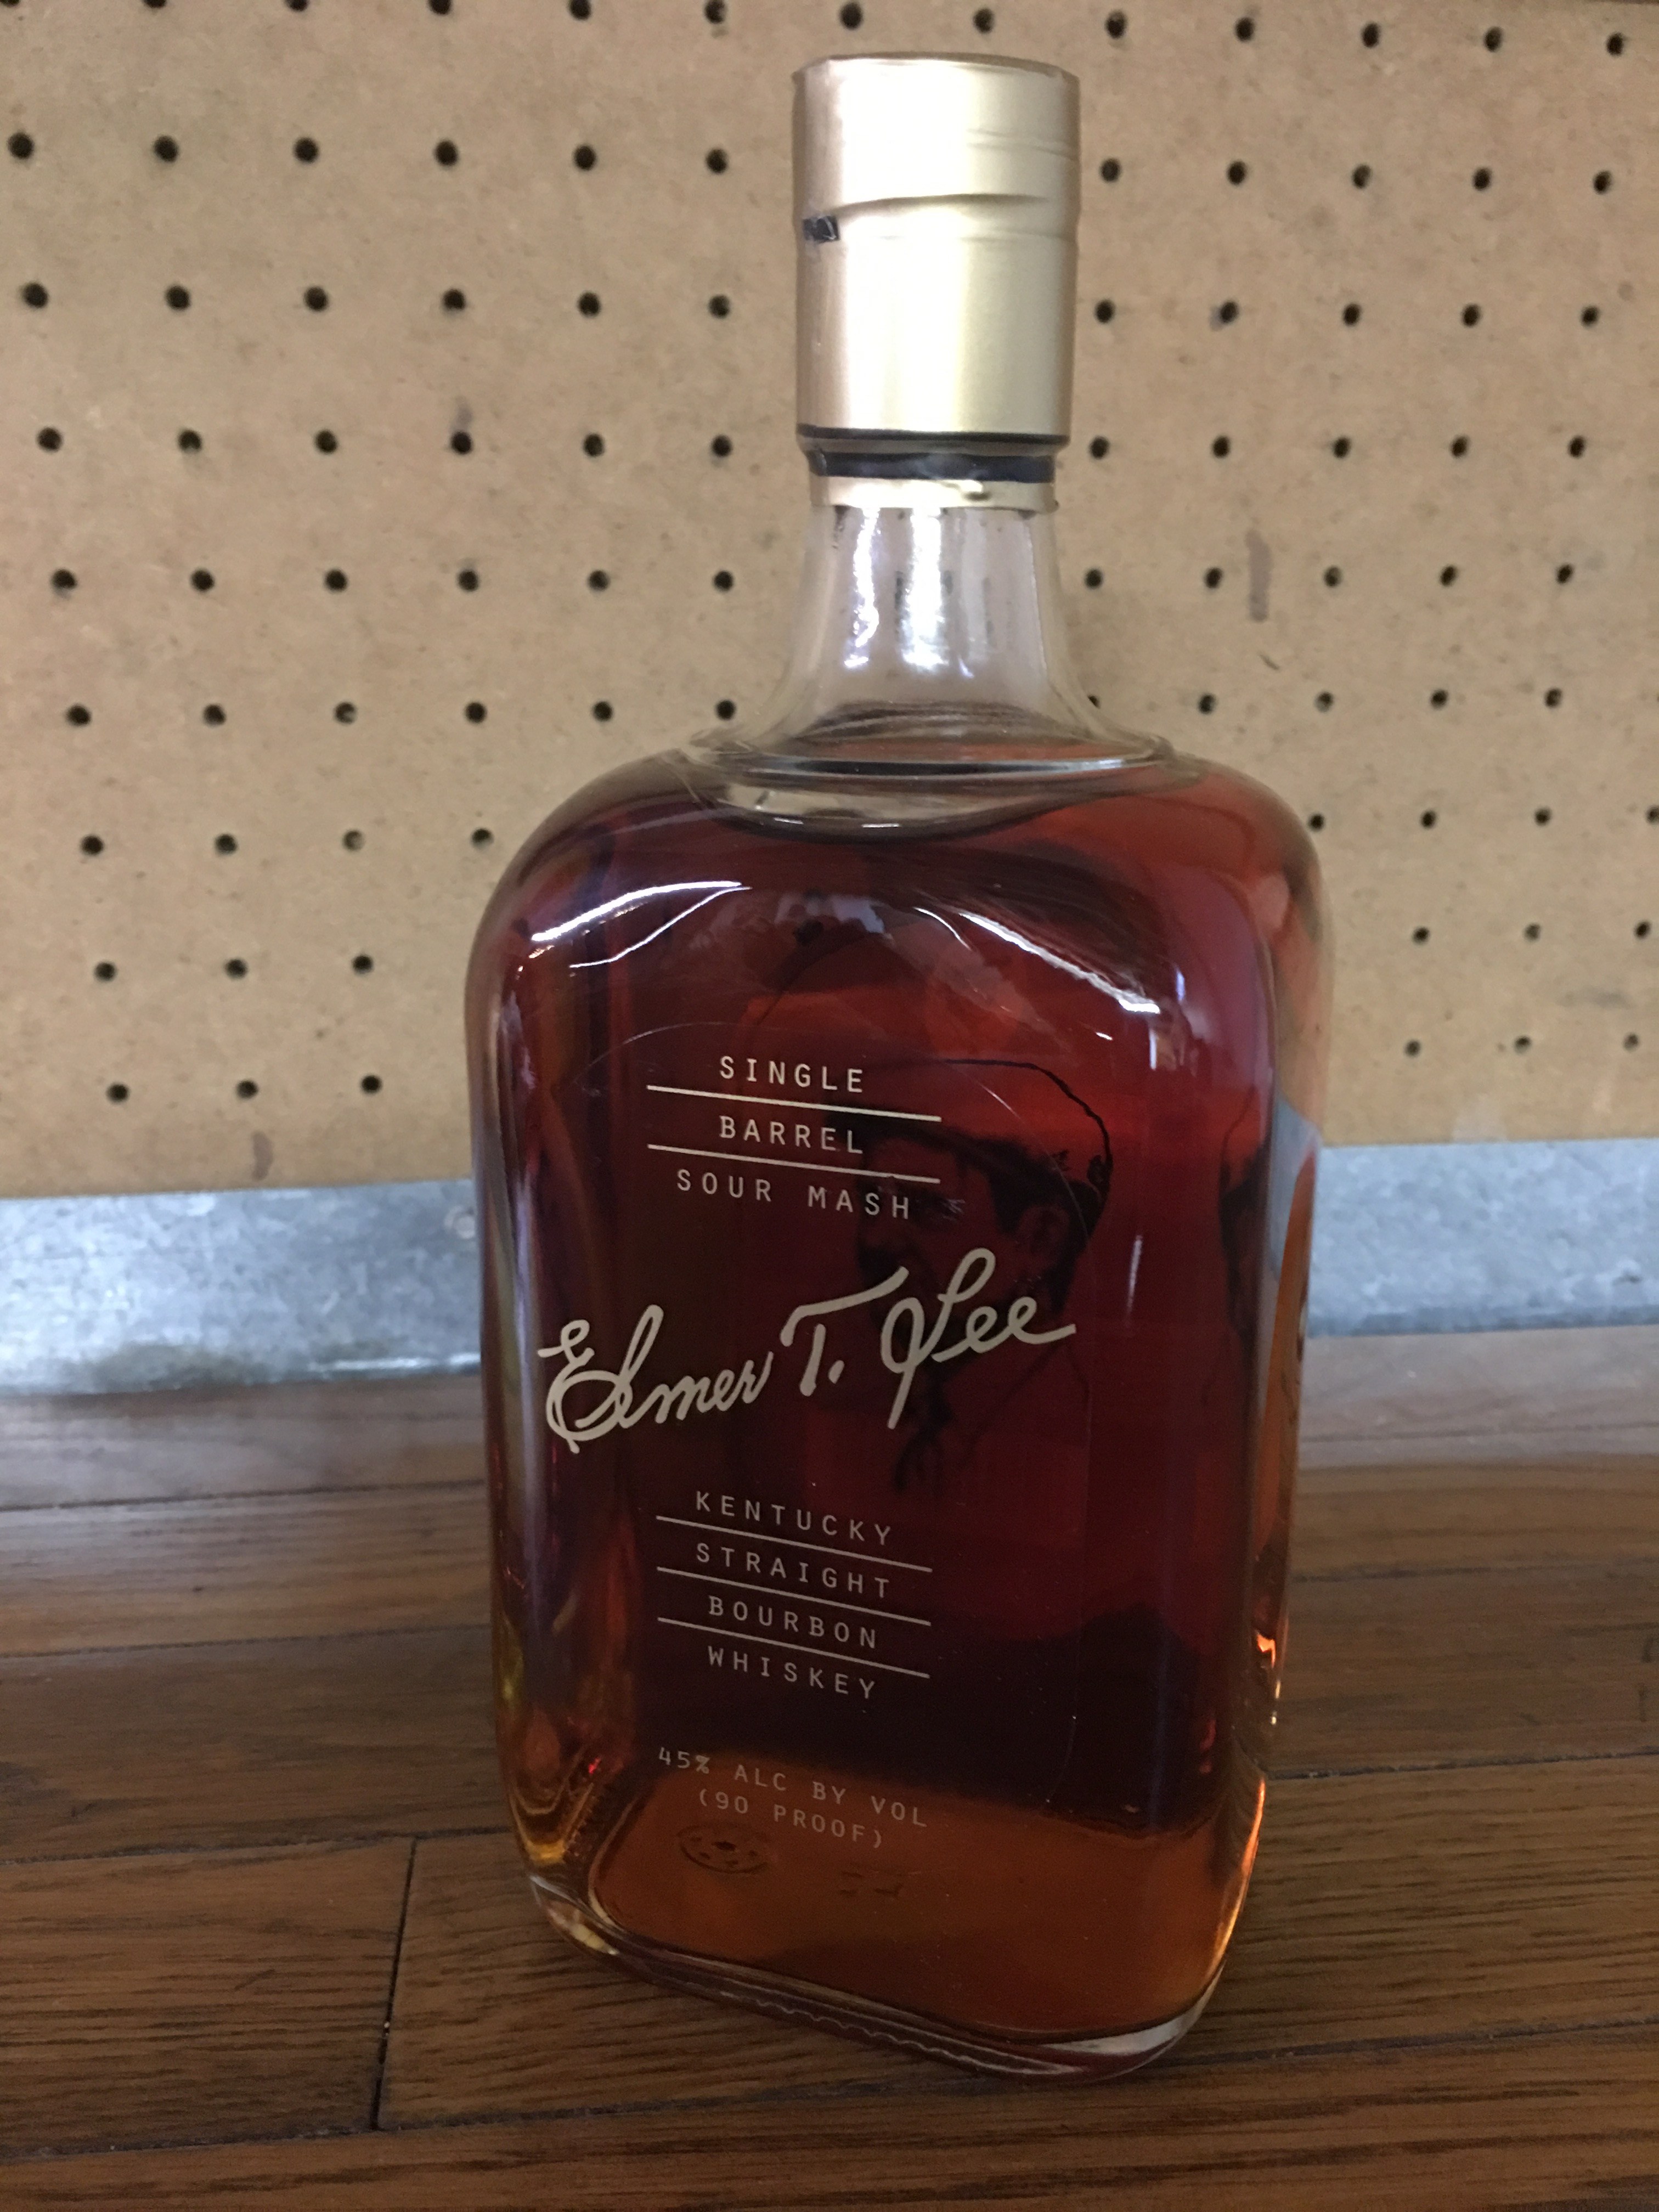 SINGLE
BARREL
SOUR MASH
Elmer T. Lee
KENTUCKY
STRAIGHT
BOURBON
WHISKEY
45% ALC BY VOL
(90 PROOF)